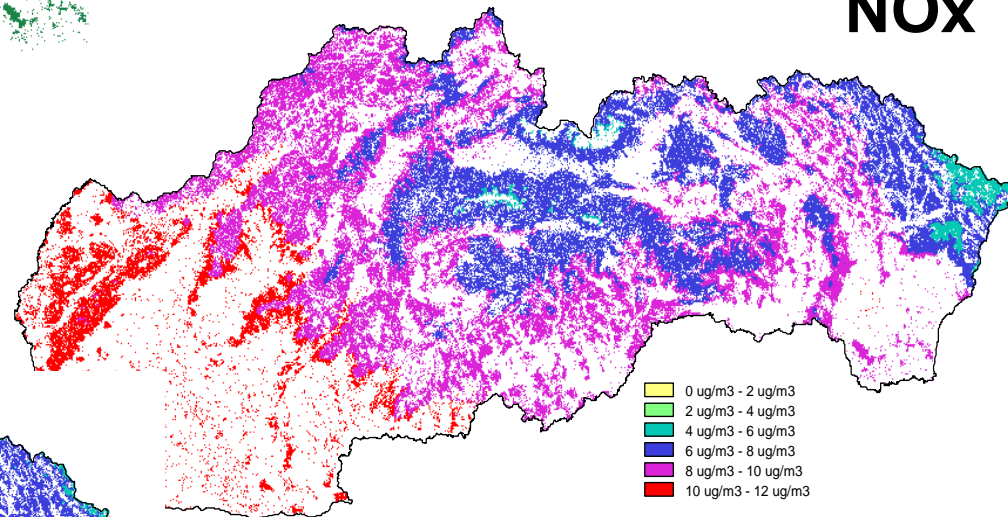 NOx
0 ug/m3 - 2 ug/m3
2 ug/m3 - 4 ug/m3
4 ug/m3 - 6 ug/m3
6 ug/m3 - 8 ug/m3
8 ug/m3 - 10 ug/m3
10 ug/m3 - 12 ug/m3